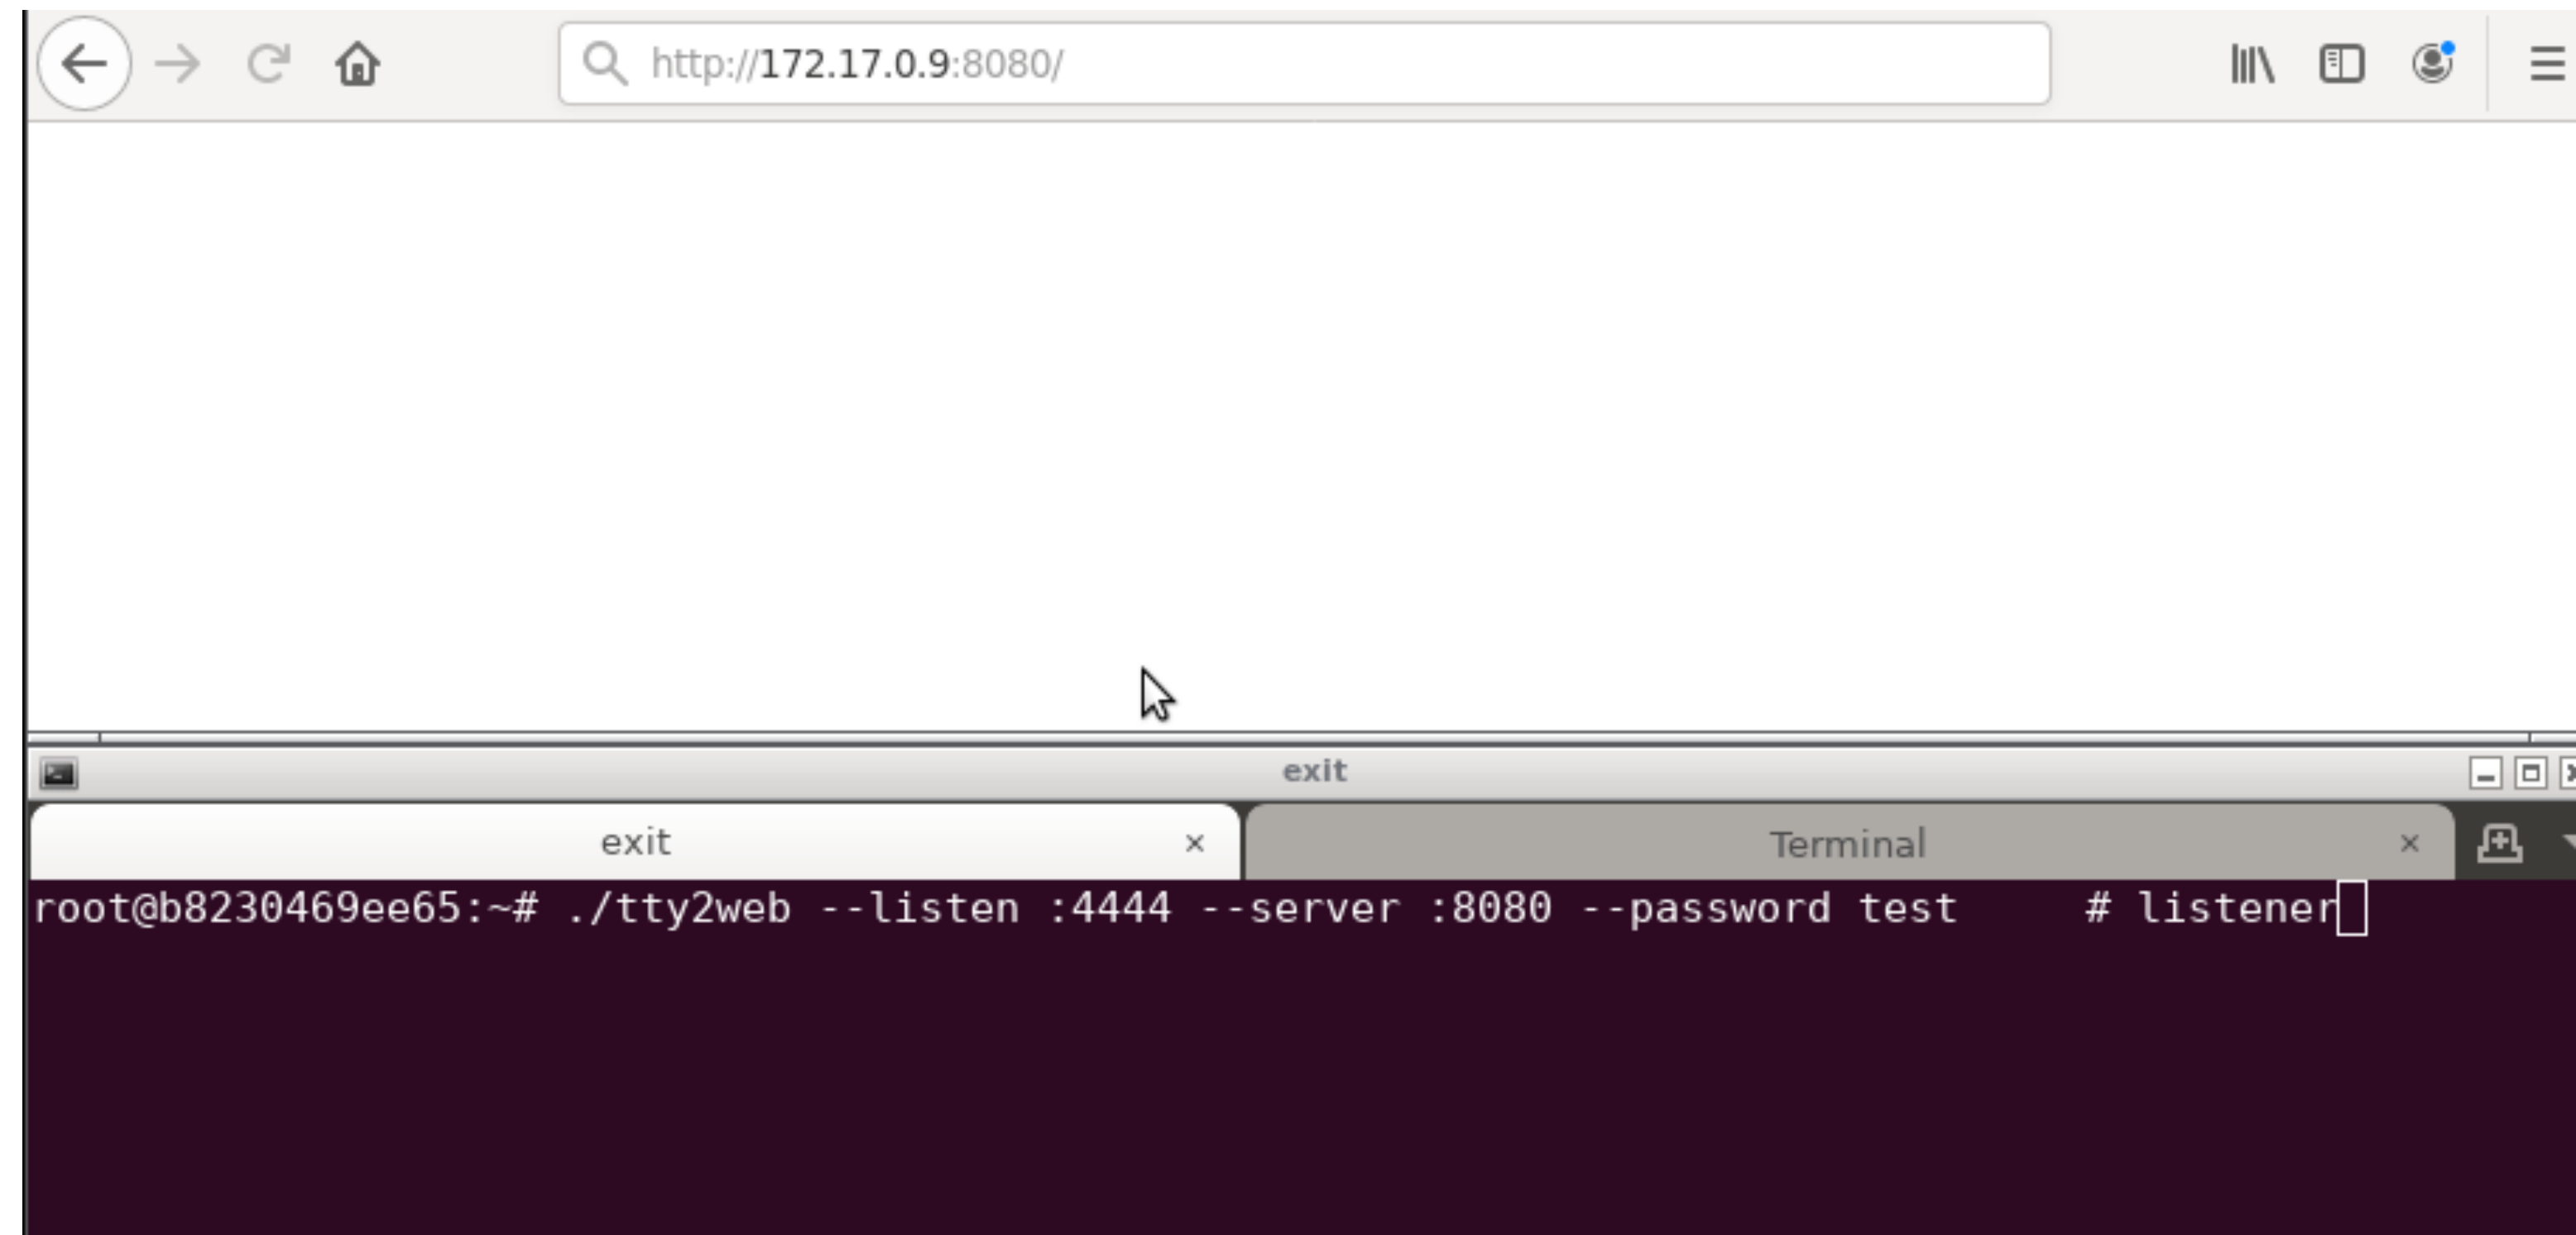 http://172.17.0.9:8080/
exit
exit × Terminal ×
root@b8230469ee65:~# ./tty2web --listen :4444 --server :8080 --password test     # listener